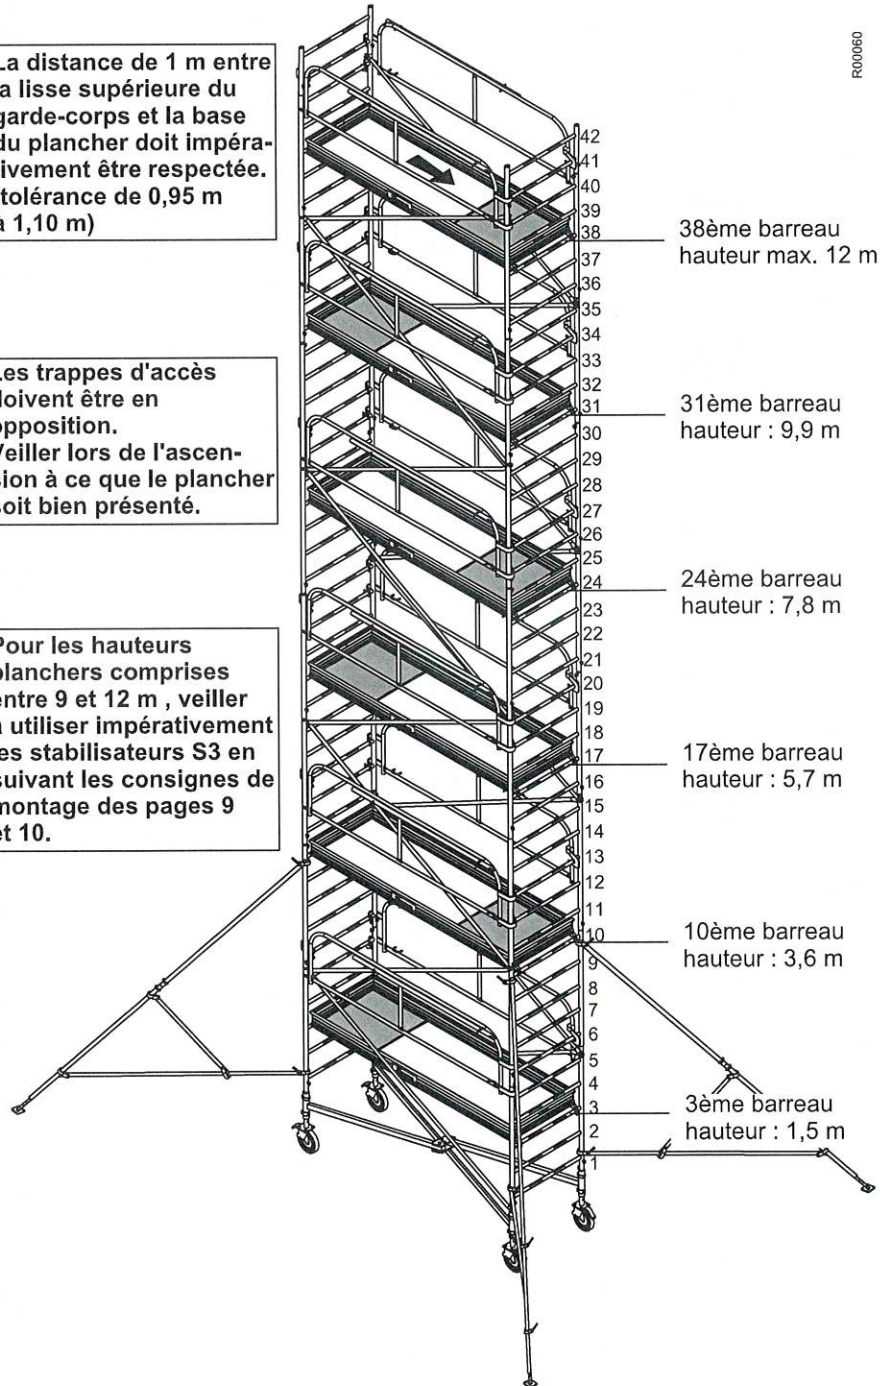 R00060
La distance de 1 m entre
la lisse supérieure du
garde-corps et la base
du plancher doit impéra-
tivement être respectée.
tolérance de 0,95 m
à 1,10 m)
Les trappes d'accès
doivent être en
opposition.
Veiller lors de l'ascen-
sion à ce que le plancher
soit bien présenté.
Pour les hauteurs
planchers comprises
entre 9 et 12 m , veiller
à utiliser impérativement
les stabilisateurs S3 en
suivant les consignes de
montage des pages 9
et 10.
42
41
40
39
38
37
36
35
34
33
32
31
30
29
28
27
26
25
24
23
22
21
20
19
18
17
16
15
14
13
12
11
10
9
8
7
6
5
4
3
2
1
38ème barreau
hauteur max. 12 m
31ème barreau
hauteur : 9,9 m
24ème barreau
hauteur : 7,8 m
17ème barreau
hauteur : 5,7 m
10ème barreau
hauteur : 3,6 m
3ème barreau
hauteur : 1,5 m